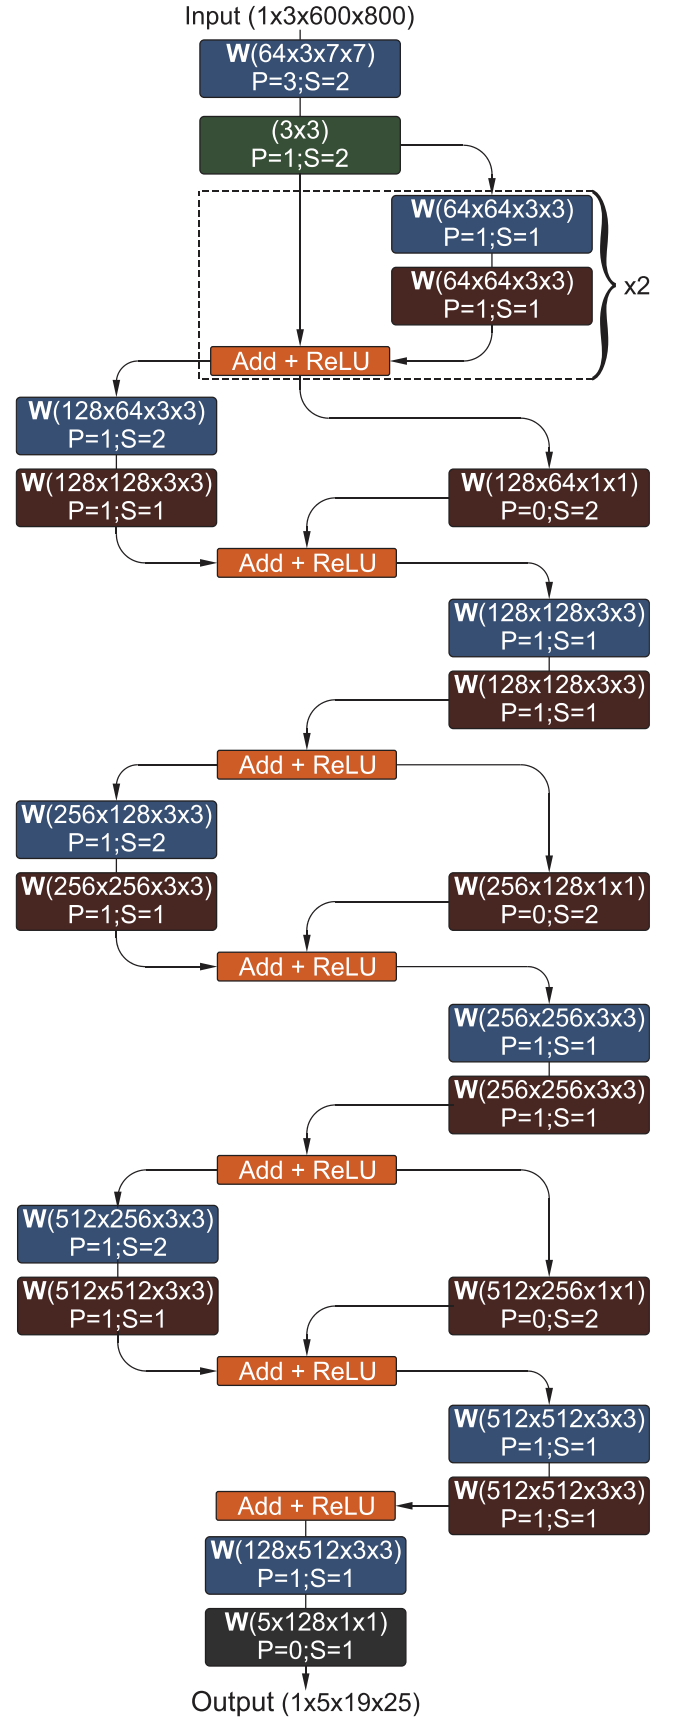 Input (1x3x600x800)
W(64x3x7x7)
P=3;S=2
(3x3)
P=1;S=2
W(64x64x3x3)
P=1;S=1
W(64x64x3x3)
P=1;S=1
x2
Add + ReLU
W(128x64x3x3)
P=1;S=2
W(128x128x3x3)
P=1;S=1
W(128x64x1x1)
P=0;S=2
Add + ReLU
W(128x128x3x3)
P=1;S=1
W(128x128x3x3)
P=1;S=1
Add + ReLU
W(256x128x3x3)
P=1;S=2
W(256x256x3x3)
P=1;S=1
W(256x128x1x1)
P=0;S=2
Add + ReLU
W(256x256x3x3)
P=1;S=1
W(256x256x3x3)
P=1;S=1
Add + ReLU
W(512x256x3x3)
P=1;S=2
W(512x512x3x3)
P=1;S=1
W(512x256x1x1)
P=0;S=2
Add + ReLU
W(512x512x3x3)
P=1;S=1
W(512x512x3x3)
P=1;S=1
Add + ReLU
W(128x512x3x3)
P=1;S=1
W(5x128x1x1)
P=0;S=1
Output (1x5x19x25)